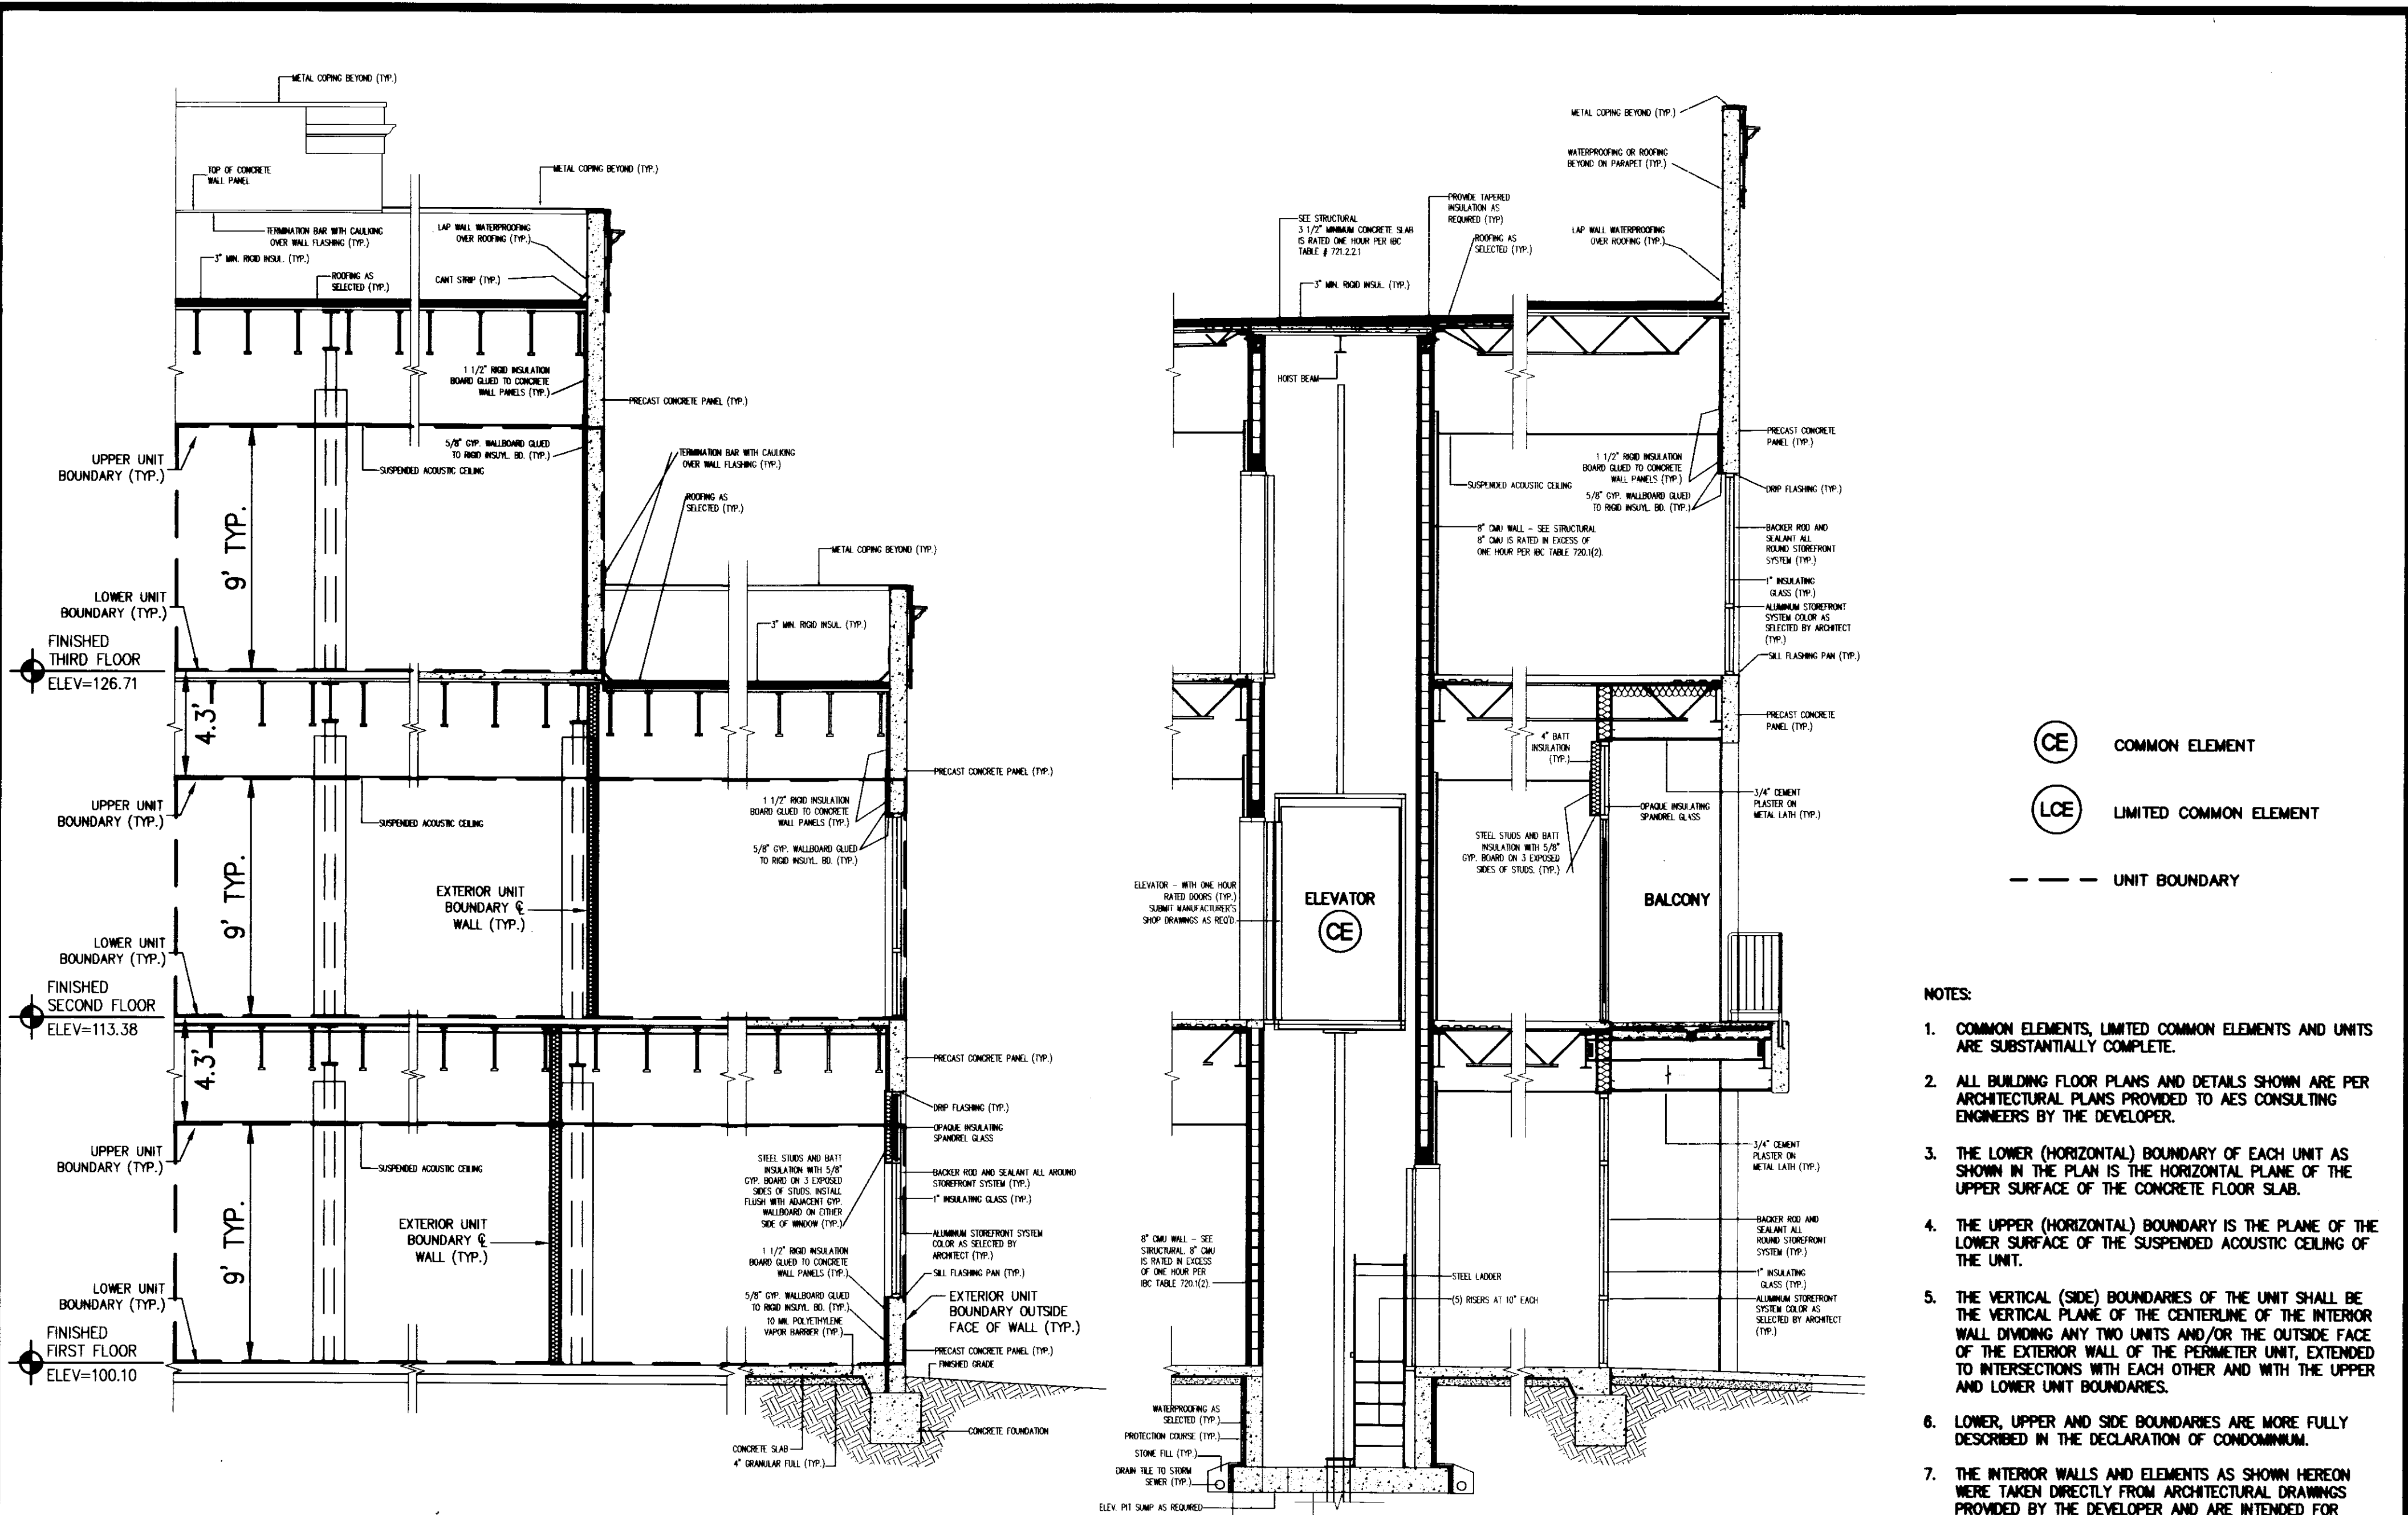 METAL COPING BEYOND (TYP.)
TOP OF CONCRETE
WALL PANEL
METAL COPING BEYOND (TYP.)
TERMINATION BAR WITH CAULKING
OVER WALL FLASHING (TYP.)
LAP WALL WATERPROOFING
OVER ROOFING (TYP.)
3" MIN. RIGID INSUL. (TYP.)
ROOFING AS
SELECTED (TYP.)
CANT STRIP (TYP.)
1 1/2" RIGID INSULATION
BOARD GLUED TO CONCRETE
WALL PANELS (TYP.)
PRECAST CONCRETE PANEL (TYP.)
5/8" GYP. WALLBOARD GLUED
TO RIGID INSUYL. BD. (TYP.)
SUSPENDED ACOUSTIC CEILING
TERMINATION BAR WITH CAULKING
OVER WALL FLASHING (TYP.)
ROOFING AS
SELECTED (TYP.)
METAL COPING BEYOND (TYP.)
3" MIN. RIGID INSUL. (TYP.)
UPPER UNIT
BOUNDARY (TYP.)
9' TYP.
LOWER UNIT
BOUNDARY (TYP.)
FINISHED
THIRD FLOOR
ELEV=126.71
4.3'
UPPER UNIT
BOUNDARY (TYP.)
SUSPENDED ACOUSTIC CEILING
PRECAST CONCRETE PANEL (TYP.)
1 1/2" RIGID INSULATION
BOARD GLUED TO CONCRETE
WALL PANELS (TYP.)
5/8" GYP. WALLBOARD GLUED
TO RIGID INSUYL. BD. (TYP.)
9' TYP.
EXTERIOR UNIT
BOUNDARY ℄
WALL (TYP.)
LOWER UNIT
BOUNDARY (TYP.)
FINISHED
SECOND FLOOR
ELEV=113.38
4.3'
PRECAST CONCRETE PANEL (TYP.)
DRIP FLASHING (TYP.)
OPAQUE INSULATING
SPANDREL GLASS
UPPER UNIT
BOUNDARY (TYP.)
SUSPENDED ACOUSTIC CEILING
STEEL STUDS AND BATT
INSULATION WITH 5/8"
GYP. BOARD ON 3 EXPOSED
SIDES OF STUDS. INSTALL
FLUSH WITH ADJACENT GYP.
WALLBOARD ON EITHER
SIDE OF WINDOW (TYP.)
BACKER ROD AND SEALANT ALL AROUND
STOREFRONT SYSTEM (TYP.)
1" INSULATING GLASS (TYP.)
ALUMINUM STOREFRONT SYSTEM
COLOR AS SELECTED BY
ARCHITECT (TYP.)
9' TYP.
EXTERIOR UNIT
BOUNDARY ℄
WALL (TYP.)
1 1/2" RIGID INSULATION
BOARD GLUED TO CONCRETE
WALL PANELS (TYP.)
SILL FLASHING PAN (TYP.)
5/8" GYP. WALLBOARD GLUED
TO RIGID INSUYL. BD. (TYP.)
10 MIL POLYETHYLENE
VAPOR BARRIER (TYP.)
EXTERIOR UNIT
BOUNDARY OUTSIDE
FACE OF WALL (TYP.)
LOWER UNIT
BOUNDARY (TYP.)
FINISHED
FIRST FLOOR
ELEV=100.10
PRECAST CONCRETE PANEL (TYP.)
FINISHED GRADE
CONCRETE FOUNDATION
CONCRETE SLAB
4" GRANULAR FULL (TYP.)
METAL COPING BEYOND (TYP.)
WATERPROOFING OR ROOFING
BEYOND ON PARAPET (TYP.)
PROVIDE TAPERED
INSULATION AS
REQUIRED (TYP)
SEE STRUCTURAL
3 1/2" MINIMUM CONCRETE SLAB
IS RATED ONE HOUR PER IBC
TABLE # 721.2.2.1
ROOFING AS
SELECTED (TYP.)
LAP WALL WATERPROOFING
OVER ROOFING (TYP.)
3" MIN. RIGID INSUL. (TYP.)
HOIST BEAM
PRECAST CONCRETE
PANEL (TYP.)
1 1/2" RIGID INSULATION
BOARD GLUED TO CONCRETE
WALL PANELS (TYP.)
5/8" GYP. WALLBOARD GLUED
TO RIGID INSUYL. BD. (TYP.)
SUSPENDED ACOUSTIC CEILING
DRIP FLASHING (TYP.)
8" CMU WALL - SEE STRUCTURAL
8" CMU IS RATED IN EXCESS OF
ONE HOUR PER IBC TABLE 720.1(2).
BACKER ROD AND
SEALANT ALL
ROUND STOREFRONT
SYSTEM (TYP.)
1" INSULATING
GLASS (TYP.)
ALUMINUM STOREFRONT
SYSTEM COLOR AS
SELECTED BY ARCHITECT
(TYP.)
SILL FLASHING PAN (TYP.)
PRECAST CONCRETE
PANEL (TYP.)
4" BATT
INSULATION
(TYP.)
OPAQUE INSULATING
SPANDREL GLASS
3/4" CEMENT
PLASTER ON
METAL LATH (TYP.)
STEEL STUDS AND BATT
INSULATION WITH 5/8"
GYP. BOARD ON 3 EXPOSED
SIDES OF STUDS. (TYP.)
ELEVATOR - WITH ONE HOUR
RATED DOORS (TYP.)
SUBMIT MANUFACTURER'S
SHOP DRAWINGS AS REQ'D.
ELEVATOR
CE
BALCONY
3/4" CEMENT
PLASTER ON
METAL LATH (TYP.)
8" CMU WALL - SEE
STRUCTURAL. 8" CMU
IS RATED IN EXCESS
OF ONE HOUR PER
IBC TABLE 720.1(2).
STEEL LADDER
(5) RISERS AT 10" EACH
BACKER ROD AND
SEALANT ALL
ROUND STOREFRONT
SYSTEM (TYP.)
1" INSULATING
GLASS (TYP.)
ALUMINUM STOREFRONT
SYSTEM COLOR AS
SELECTED BY ARCHITECT
(TYP.)
WATERPROOFING AS
SELECTED (TYP.)
PROTECTION COURSE (TYP.)
STONE FILL (TYP.)
DRAIN TILE TO STORM
SEWER (TYP.)
ELEV. PIT SUMP AS REQUIRED
CE COMMON ELEMENT
LCE LIMITED COMMON ELEMENT
UNIT BOUNDARY
NOTES:
1. COMMON ELEMENTS, LIMITED COMMON ELEMENTS AND UNITS
ARE SUBSTANTIALLY COMPLETE.
2. ALL BUILDING FLOOR PLANS AND DETAILS SHOWN ARE PER
ARCHITECTURAL PLANS PROVIDED TO AES CONSULTING
ENGINEERS BY THE DEVELOPER.
3. THE LOWER (HORIZONTAL) BOUNDARY OF EACH UNIT AS
SHOWN IN THE PLAN IS THE HORIZONTAL PLANE OF THE
UPPER SURFACE OF THE CONCRETE FLOOR SLAB.
4. THE UPPER (HORIZONTAL) BOUNDARY IS THE PLANE OF THE
LOWER SURFACE OF THE SUSPENDED ACOUSTIC CEILING OF
THE UNIT.
5. THE VERTICAL (SIDE) BOUNDARIES OF THE UNIT SHALL BE
THE VERTICAL PLANE OF THE CENTERLINE OF THE INTERIOR
WALL DIVIDING ANY TWO UNITS AND/OR THE OUTSIDE FACE
OF THE EXTERIOR WALL OF THE PERIMETER UNIT, EXTENDED
TO INTERSECTIONS WITH EACH OTHER AND WITH THE UPPER
AND LOWER UNIT BOUNDARIES.
6. LOWER, UPPER AND SIDE BOUNDARIES ARE MORE FULLY
DESCRIBED IN THE DECLARATION OF CONDOMINIUM.
7. THE INTERIOR WALLS AND ELEMENTS AS SHOWN HEREON
WERE TAKEN DIRECTLY FROM ARCHITECTURAL DRAWINGS
PROVIDED BY THE DEVELOPER AND ARE INTENDED FOR